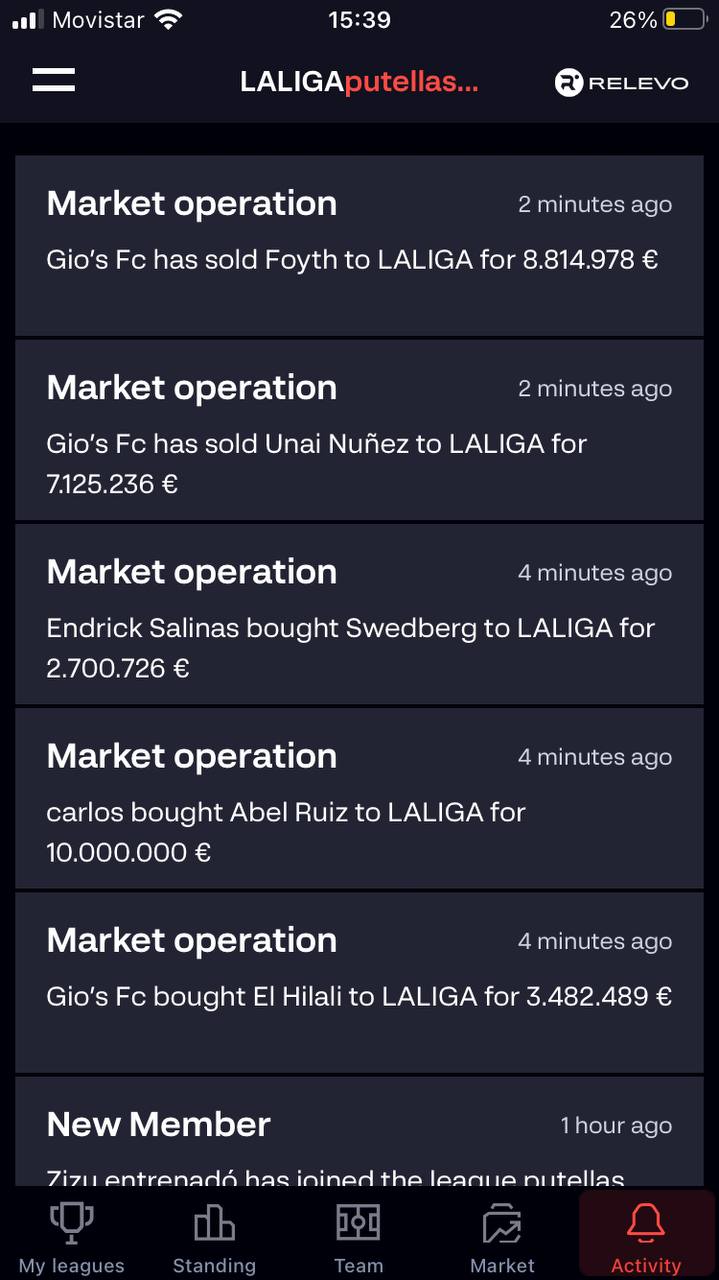 Movistar 15:39 26%
LALIGAputellas... RELEVO
Market operation 2 minutes ago
Gio's Fc has sold Foyth to LALIGA for 8.814.978 €
Market operation 2 minutes ago
Gio's Fc has sold Unai Nuñez to LALIGA for
7.125.236 €
Market operation 4 minutes ago
Endrick Salinas bought Swedberg to LALIGA for
2.700.726 €
Market operation 4 minutes ago
carlos bought Abel Ruiz to LALIGA for
10.000.000 €
Market operation 4 minutes ago
Gio's Fc bought El Hilali to LALIGA for 3.482.489 €
New Member 1 hour ago
Zizu entrenadó has joined the league putellas
My leagues Standing Team Market Activity